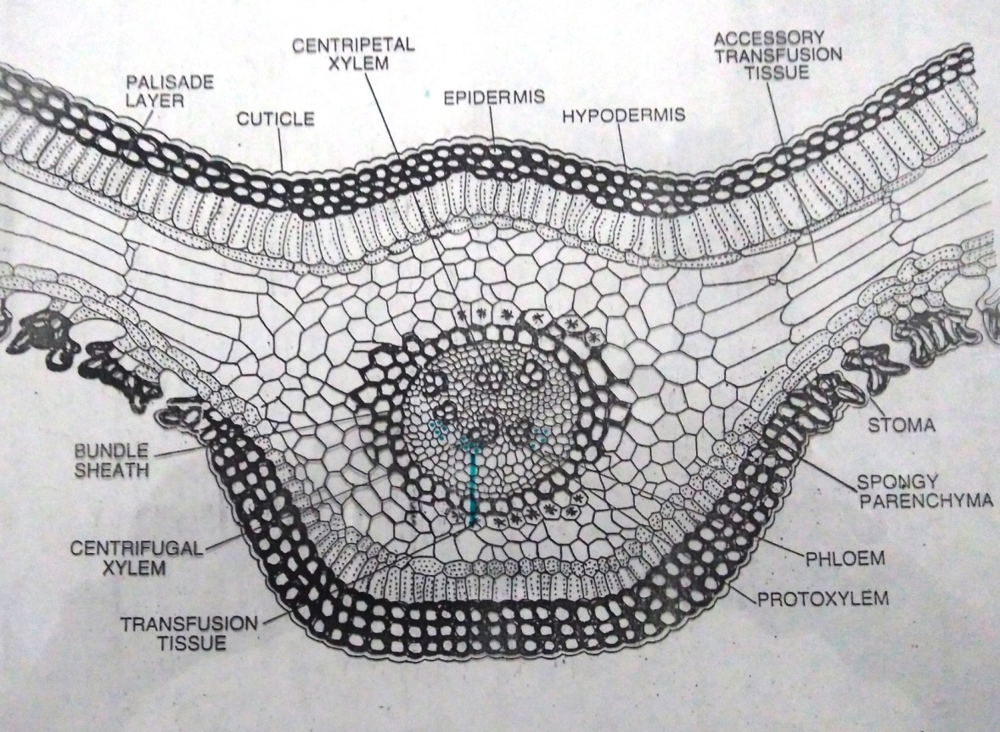 CENTRIPETAL
XYLEM
ACCESSORY
TRANSFUSION
TISSUE
PALISADE
LAYER
CUTICLE
EPIDERMIS
HYPODERMIS
BUNDLE
SHEATH
STOMA
SPONGY
PARENCHYMA
CENTRIFUGAL
XYLEM
PHLOEM
PROTOXYLEM
TRANSFUSION
TISSUE